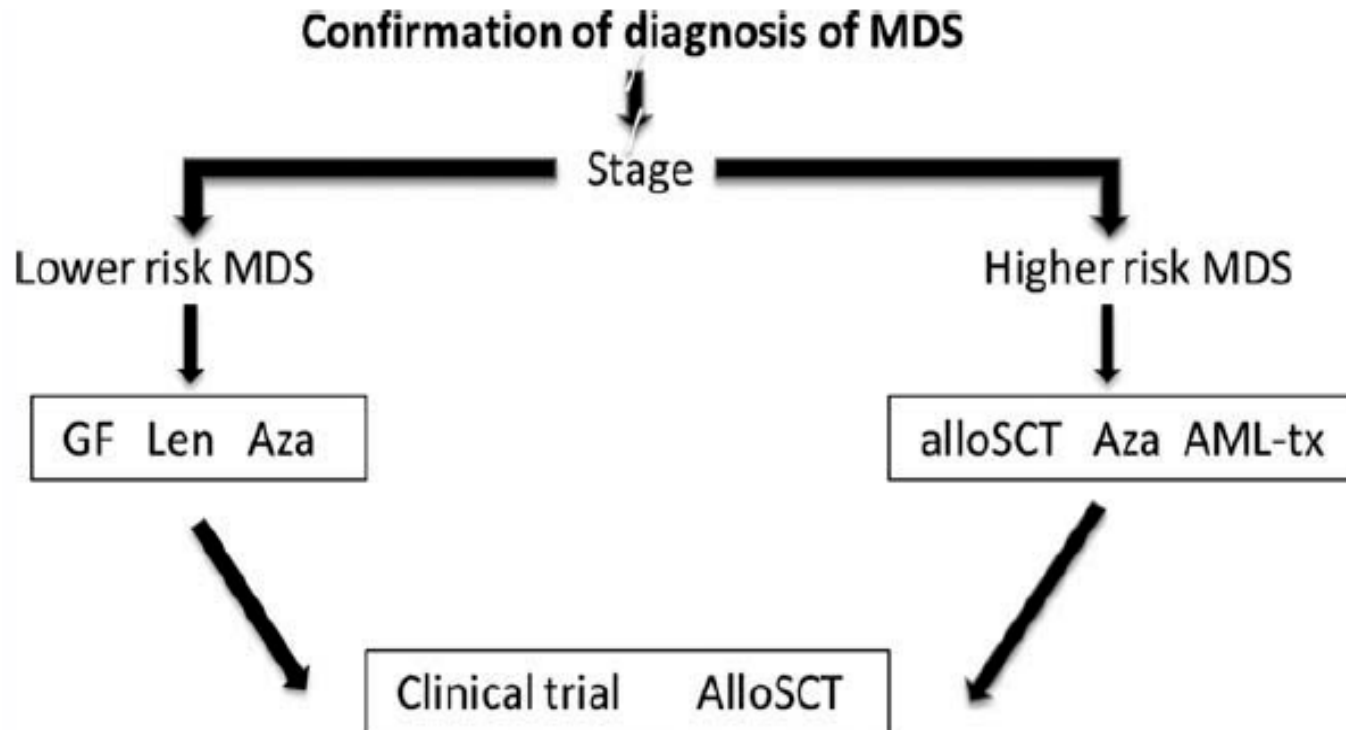 Confirmation of diagnosis of MDS
Stage
Lower risk MDS
Higher risk MDS
GF Len Aza
alloSCT Aza AML-tx
Clinical trial AlloSCT